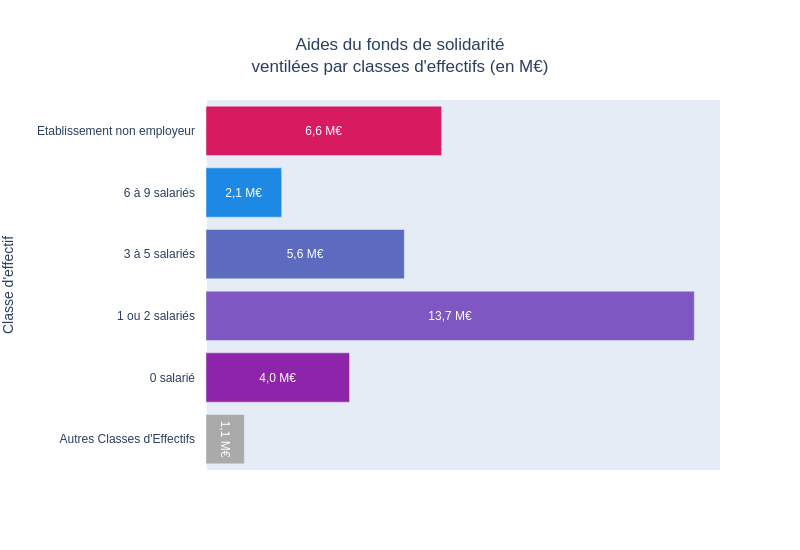 Aides du fonds de solidarité
ventilées par classes d'effectifs (en M€)
Classe d'effectif
Etablissement non employeur
6,6 M€
6 à 9 salariés
2,1 M€
3 à 5 salariés
5,6 M€
1 ou 2 salariés
13,7 M€
0 salarié
4,0 M€
Autres Classes d'Effectifs
1,1 M€